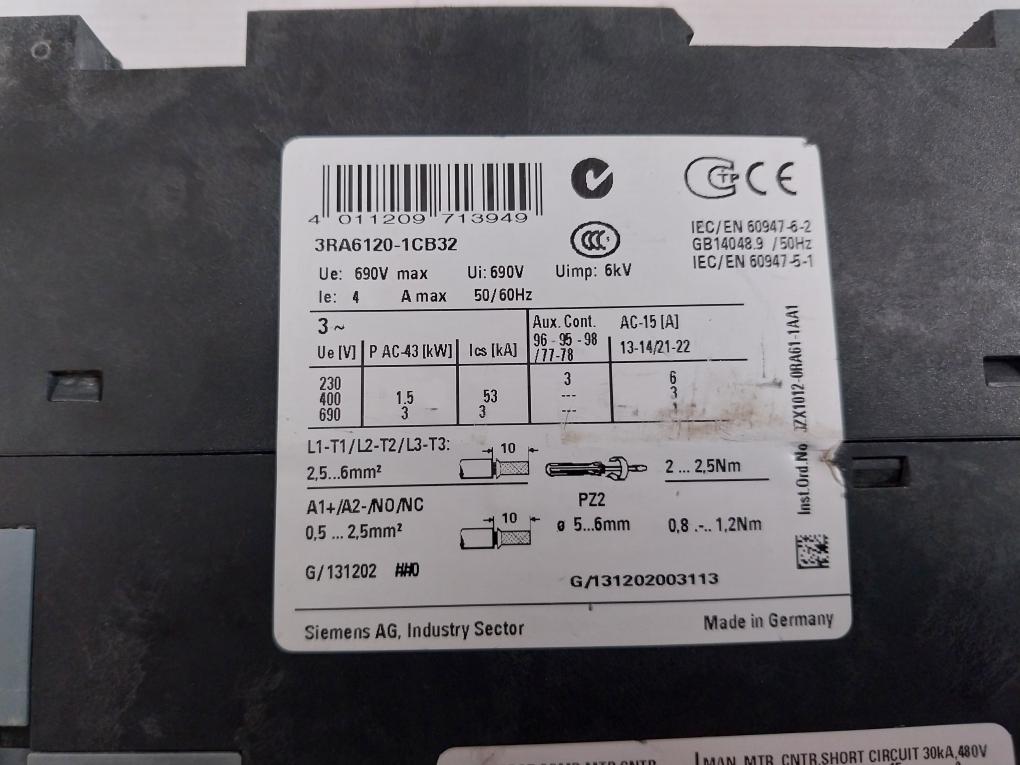 4 011209 713949
3RA6120-1CB32
IEC/EN 60947-6-2
GB14048.9 /50Hz
IEC/EN 60947-5-1
Ue: 690V max Ui: 690V Uimp: 6kV
Ie: 4 A max 50/60Hz
3 ~
Ue [V] P AC-43 [kW] Ics [kA]
Aux. Cont. AC-15 [A]
96 - 95 - 98 13-14/21-22
/77-78
230 3 6
400 1.5 53 --- 3
690 3 3 --- 1
Inst.Ord.No 3ZX1012-0RA61-1AA1
L1-T1/L2-T2/L3-T3: 10
2,5...6mm² 2 ... 2,5Nm
A1+/A2-/NO/NC 10 PZ2
0,5 ... 2,5mm² ø 5...6mm 0,8 ... 1,2Nm
G/131202
G/131202003113
Siemens AG, Industry Sector Made in Germany
MAN. MTR. CNTR.SHORT CIRCUIT 30kA,480V